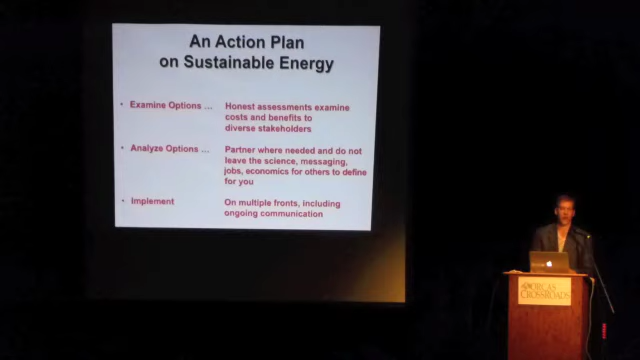 An Action Plan
on Sustainable Energy
• Examine Options ... Honest assessments examine
costs and benefits to
diverse stakeholders
• Analyze Options ... Partner where needed and do not
leave the science, messaging,
jobs, economics for others to define
for you
• Implement On multiple fronts, including
ongoing communication
ORCAS
CROSSROADS